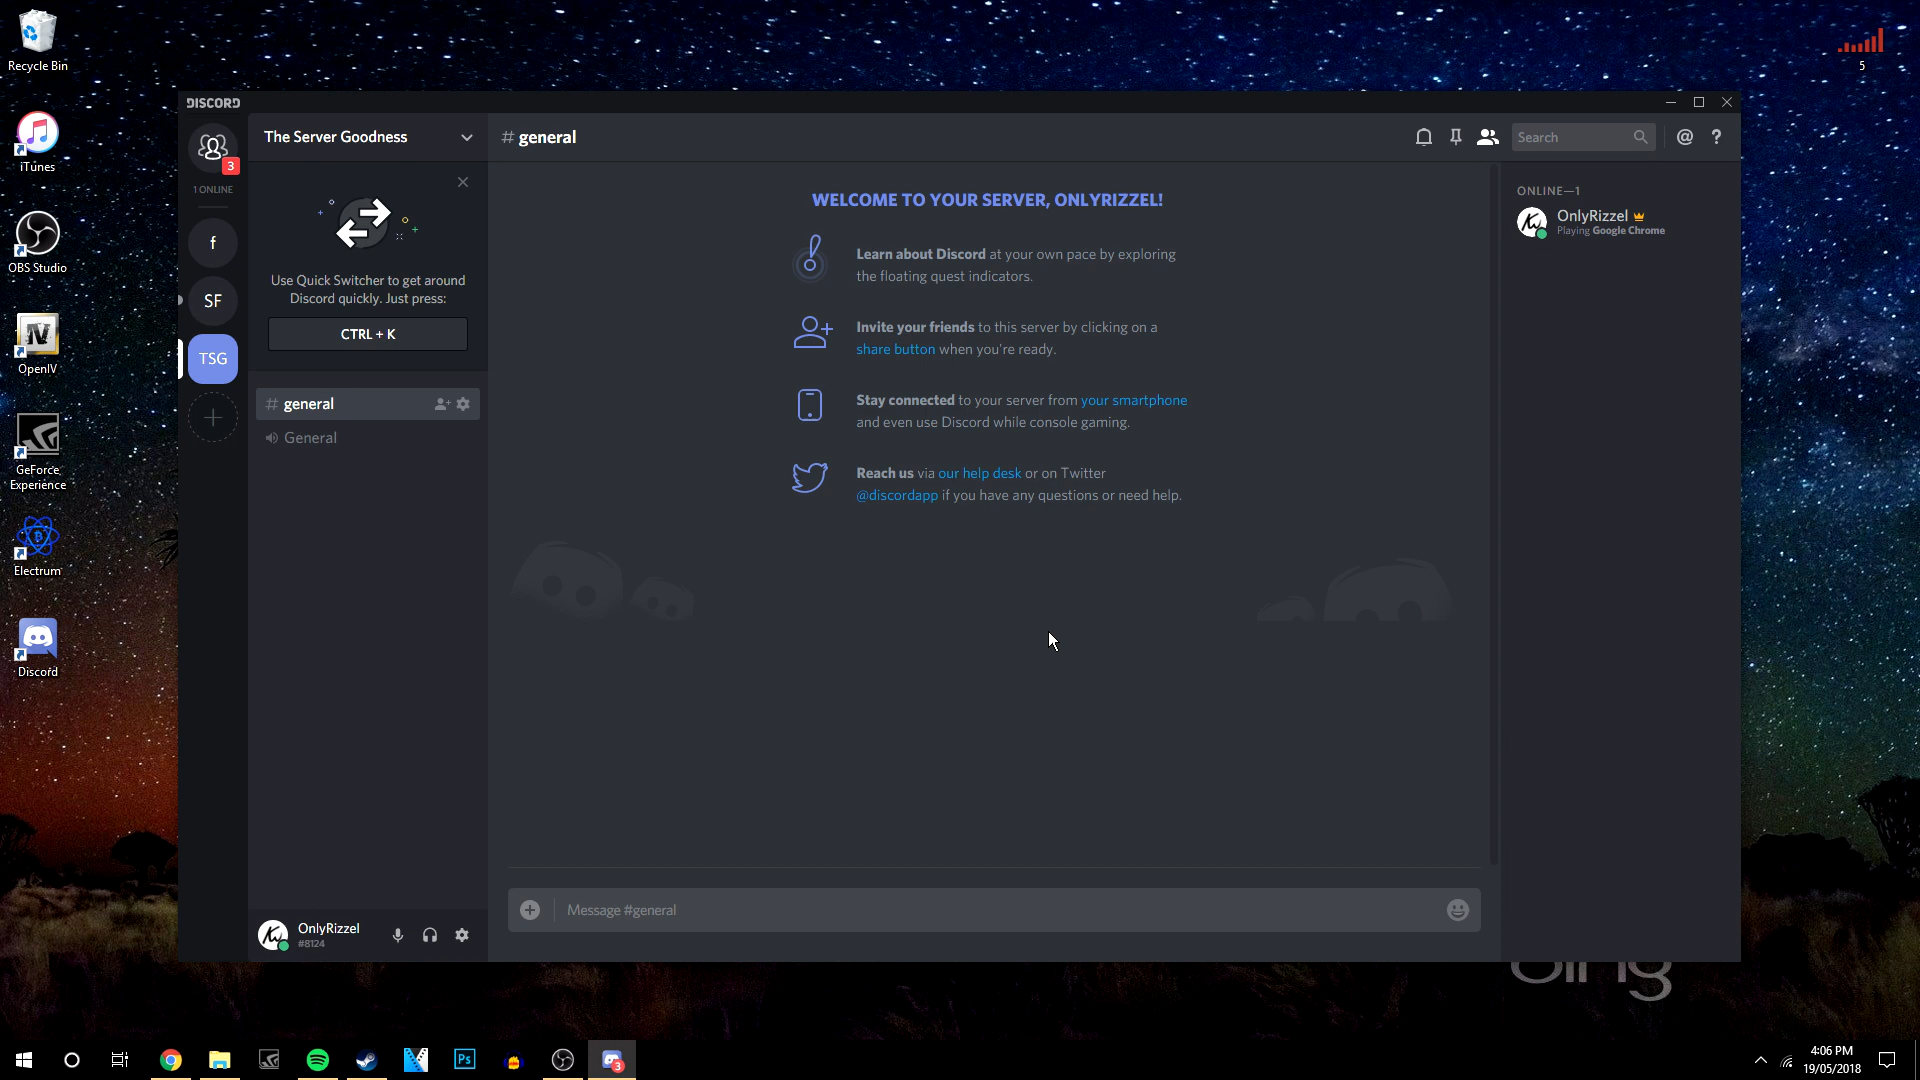 Recycle Bin
iTunes
OBS Studio
OpenIV
GeForce
Experience
Electrum
Discord
5
DISCORD
3
1 ONLINE
f
SF
TSG
The Server Goodness
Use Quick Switcher to get around
Discord quickly. Just press:
CTRL + K
# general
General
OnlyRizzel
#8124
# general
Search
@ ?
WELCOME TO YOUR SERVER, ONLYRIZZEL!
Learn about Discord at your own pace by exploring
the floating quest indicators.
Invite your friends to this server by clicking on a
share button when you're ready.
Stay connected to your server from your smartphone
and even use Discord while console gaming.
Reach us via our help desk or on Twitter
@discordapp if you have any questions or need help.
Message #general
ONLINE—1
OnlyRizzel
Playing Google Chrome
bing
Ps
3
4:06 PM
19/05/2018